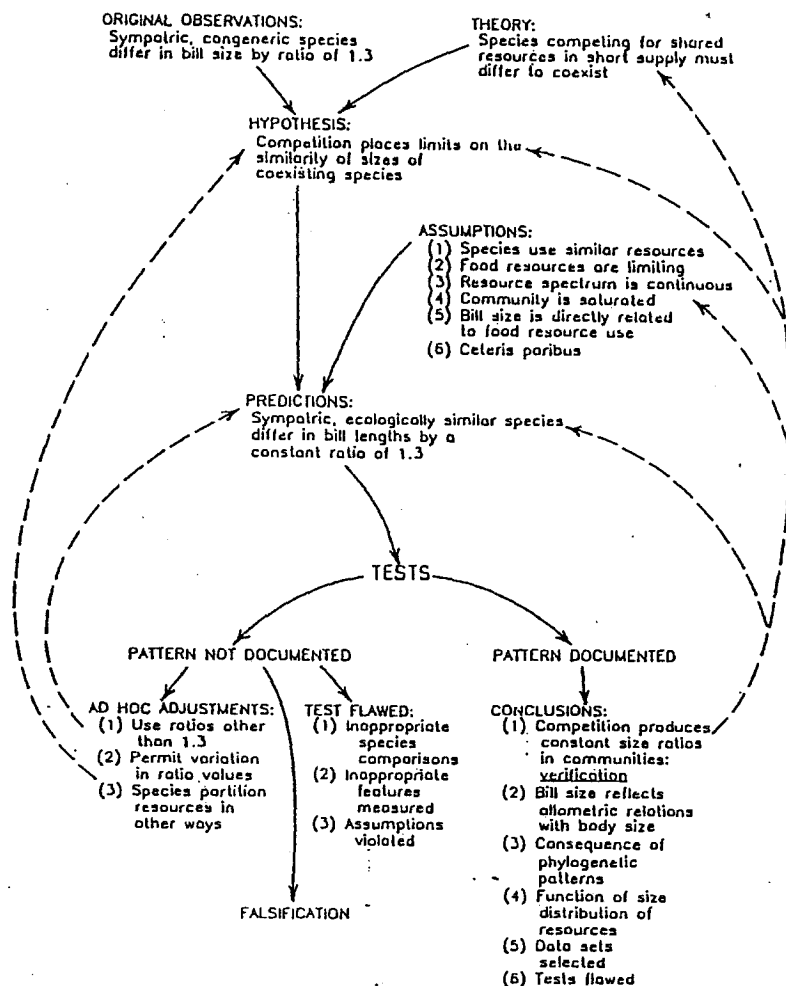 ORIGINAL OBSERVATIONS:
Sympatric, congeneric species
differ in bill size by ratio of 1.3
THEORY:
Species competing for shared
resources in short supply must
differ to coexist
HYPOTHESIS:
Competition places limits on the
similarity of sizes of
coexisting species
ASSUMPTIONS:
(1) Species use similar resources
(2) Food resources are limiting
(3) Resource spectrum is continuous
(4) Community is saturated
(5) Bill size is directly related
to food resource use
(6) Ceteris paribus
PREDICTIONS:
Sympatric, ecologically similar species
differ in bill lengths by a
constant ratio of 1.3
TESTS
PATTERN NOT DOCUMENTED
PATTERN DOCUMENTED
AD HOC ADJUSTMENTS:
(1) Use ratios other
than 1.3
(2) Permit variation
in ratio values
(3) Species partition
resources in
other ways
TEST FLAWED:
(1) Inappropriate
species
comparisons
(2) Inappropriate
features
measured
(3) Assumptions
violated
FALSIFICATION
CONCLUSIONS:
(1) Competition produces
constant size ratios
in communities:
verification
(2) Bill size reflects
allometric relations
with body size
(3) Consequence of
phylogenetic
patterns
(4) Function of size
distribution of
resources
(5) Data sets
selected
(6) Tests flawed